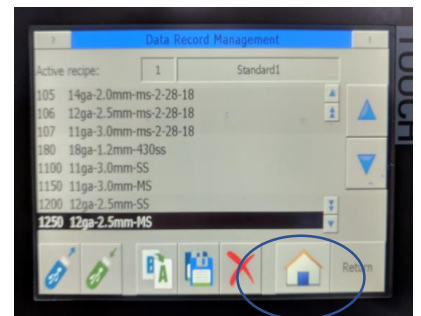 Data Record Management
Active recipe: 1 Standard1
105 14ga-2.0mm-ms-2-28-18
106 12ga-2.5mm-ms-2-28-18
107 11ga-3.0mm-ms-2-28-18
180 18ga-1.2mm-430ss
1100 11ga-3.0mm-SS
1150 11ga-3.0mm-MS
1200 12ga-2.5mm-SS
1250 12ga-2.5mm-MS
B A
Return
TOUCH